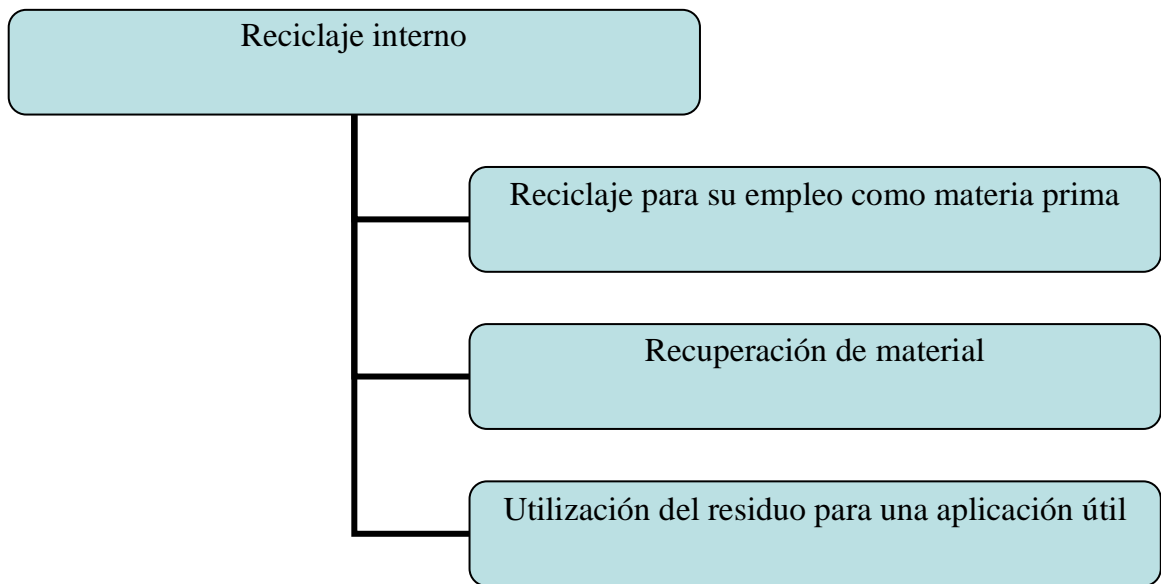 Reciclaje interno
Reciclaje para su empleo como materia prima
Recuperación de material
Utilización del residuo para una aplicación útil